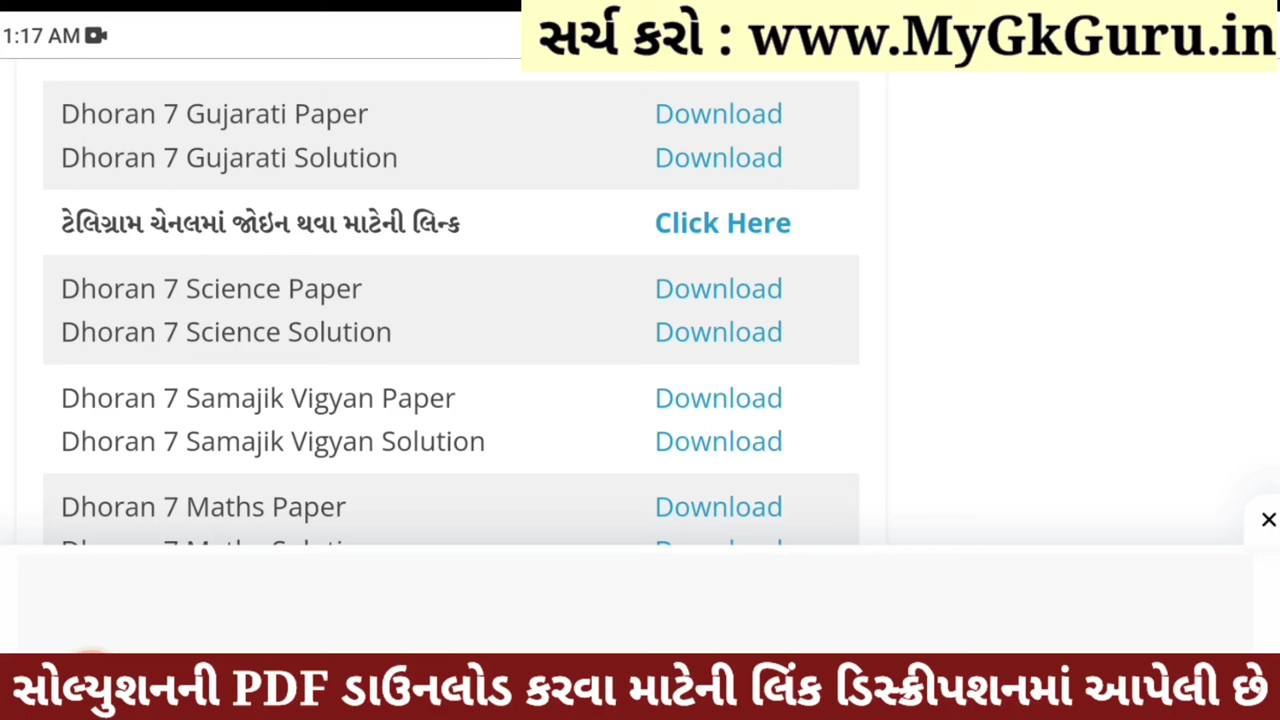 1:17 AM
સર્ચ કરો : www.MyGkGuru.in
Dhoran 7 Gujarati Paper Download
Dhoran 7 Gujarati Solution Download
ટેલિગ્રામ ચેનલમાં જોઇન થવા માટેની લિન્ક Click Here
Dhoran 7 Science Paper Download
Dhoran 7 Science Solution Download
Dhoran 7 Samajik Vigyan Paper Download
Dhoran 7 Samajik Vigyan Solution Download
Dhoran 7 Maths Paper Download
સોલ્યુશનની PDF ડાઉનલોડ કરવા માટેની લિંક ડિસ્ક્રીપશનમાં આપેલી છે